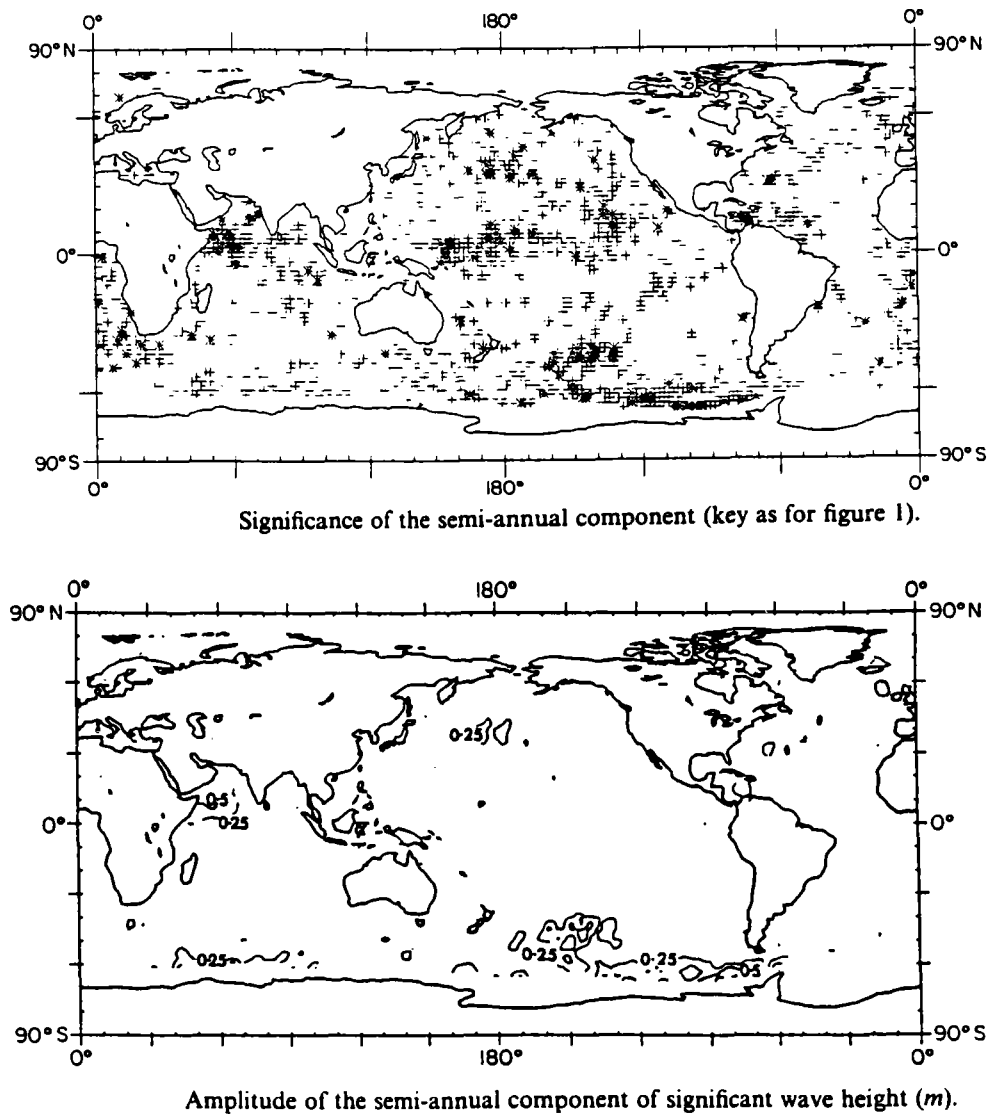 0° 180° 0°
90°N 90°N
0° 0°
90°S 90°S
0° 180° 0°
Significance of the semi-annual component (key as for figure 1).
0° 180° 0°
90°N 90°N
0·25
0·5
0·25
0° 0°
0·25 0·25 0·25 0·5
90°S 90°S
0° 180° 0°
Amplitude of the semi-annual component of significant wave height (m).